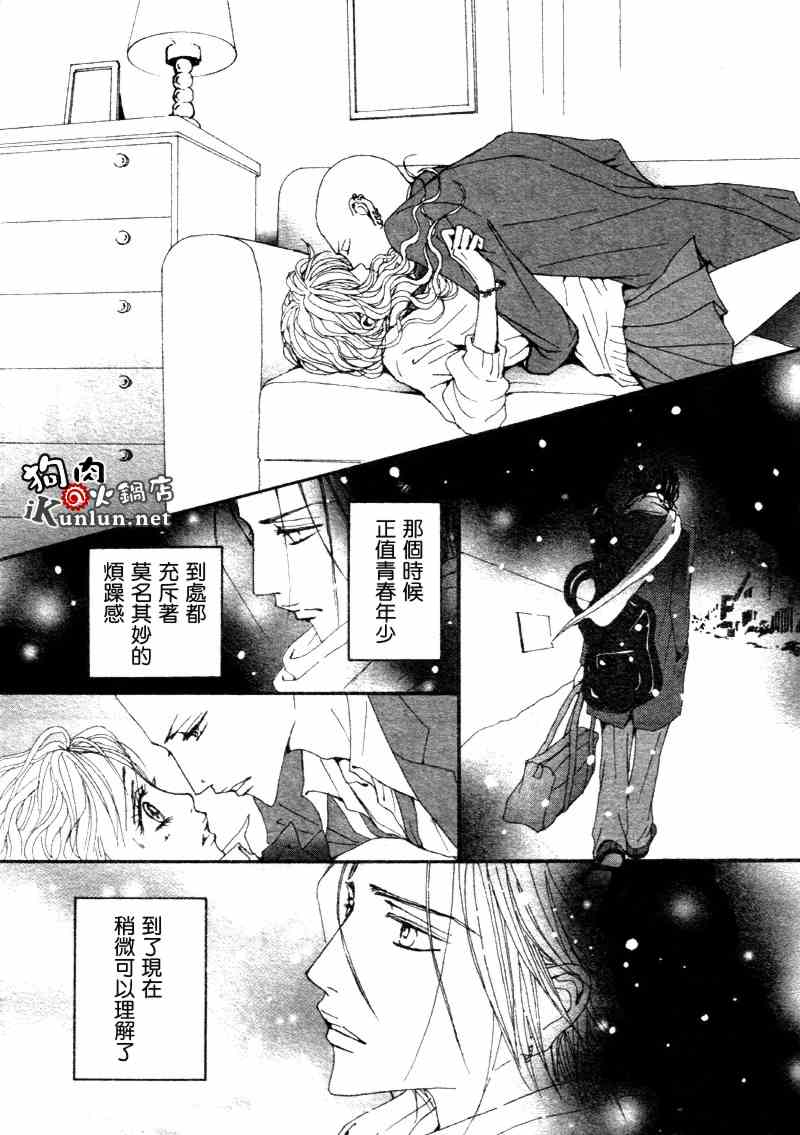 狗肉火鍋店
iKunlun.net
那個時候
正值青春年少
到處都
充斥著
莫名其妙的
煩躁感
到了現在
稍微可以理解了